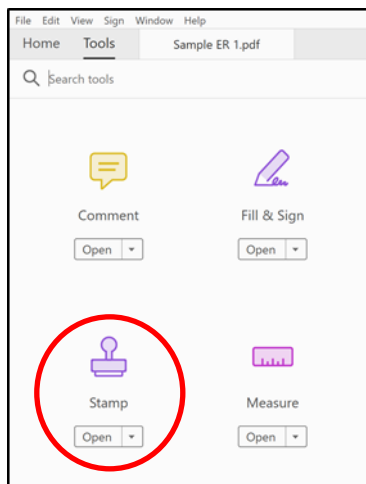 File Edit View Sign Window Help
Home Tools Sample ER 1.pdf
Search tools
Comment Fill & Sign
Open Open
Stamp Measure
Open Open